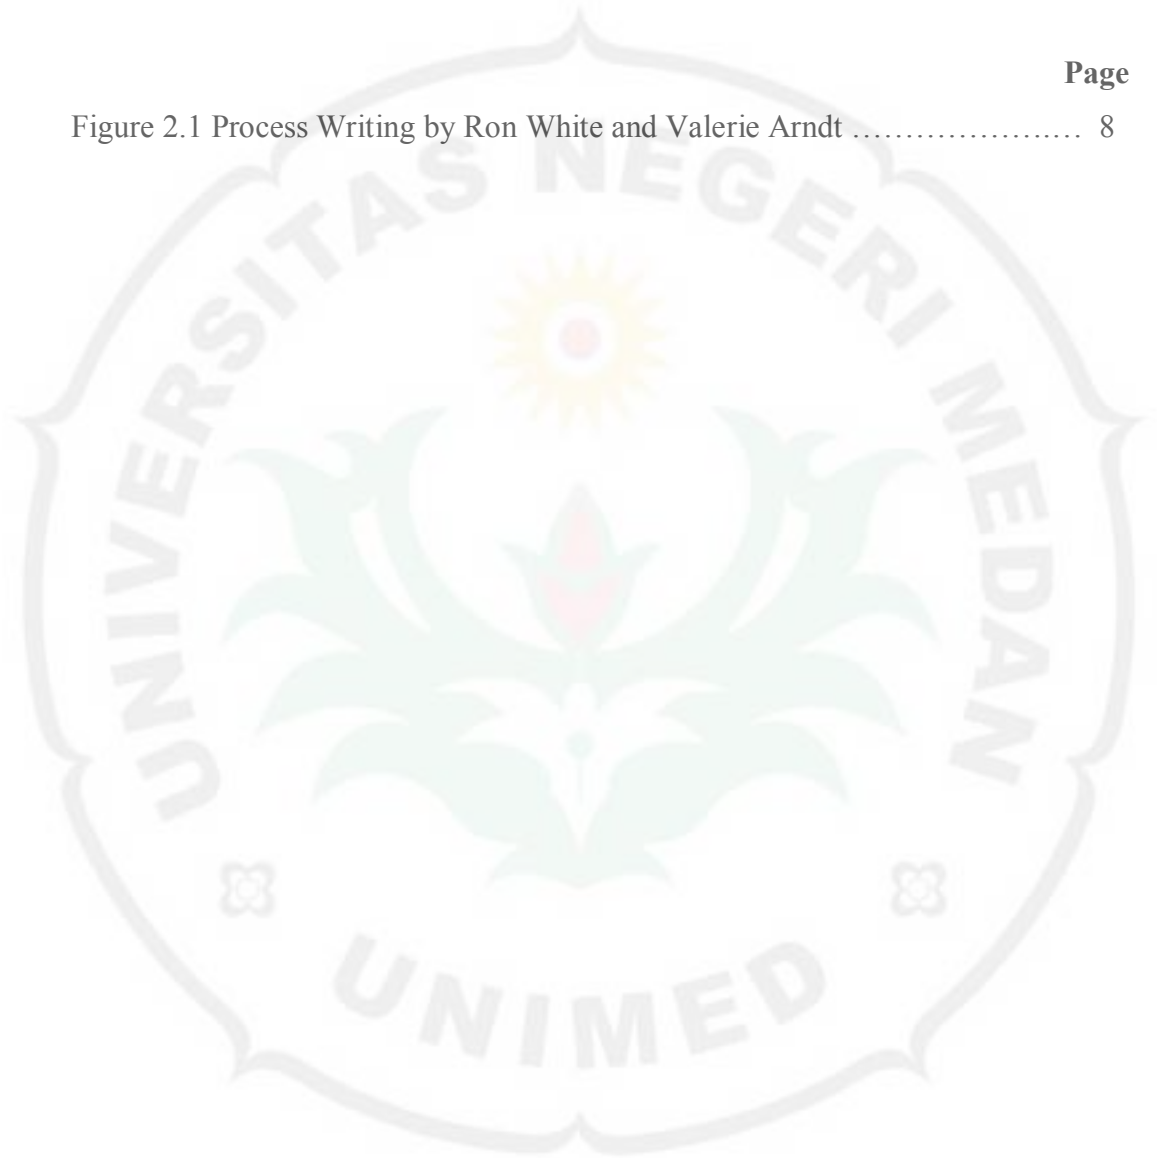 Page
Figure 2.1 Process Writing by Ron White and Valerie Arndt …………………… 8
UNIVERSITAS NEGERI MEDAN
UNIMED